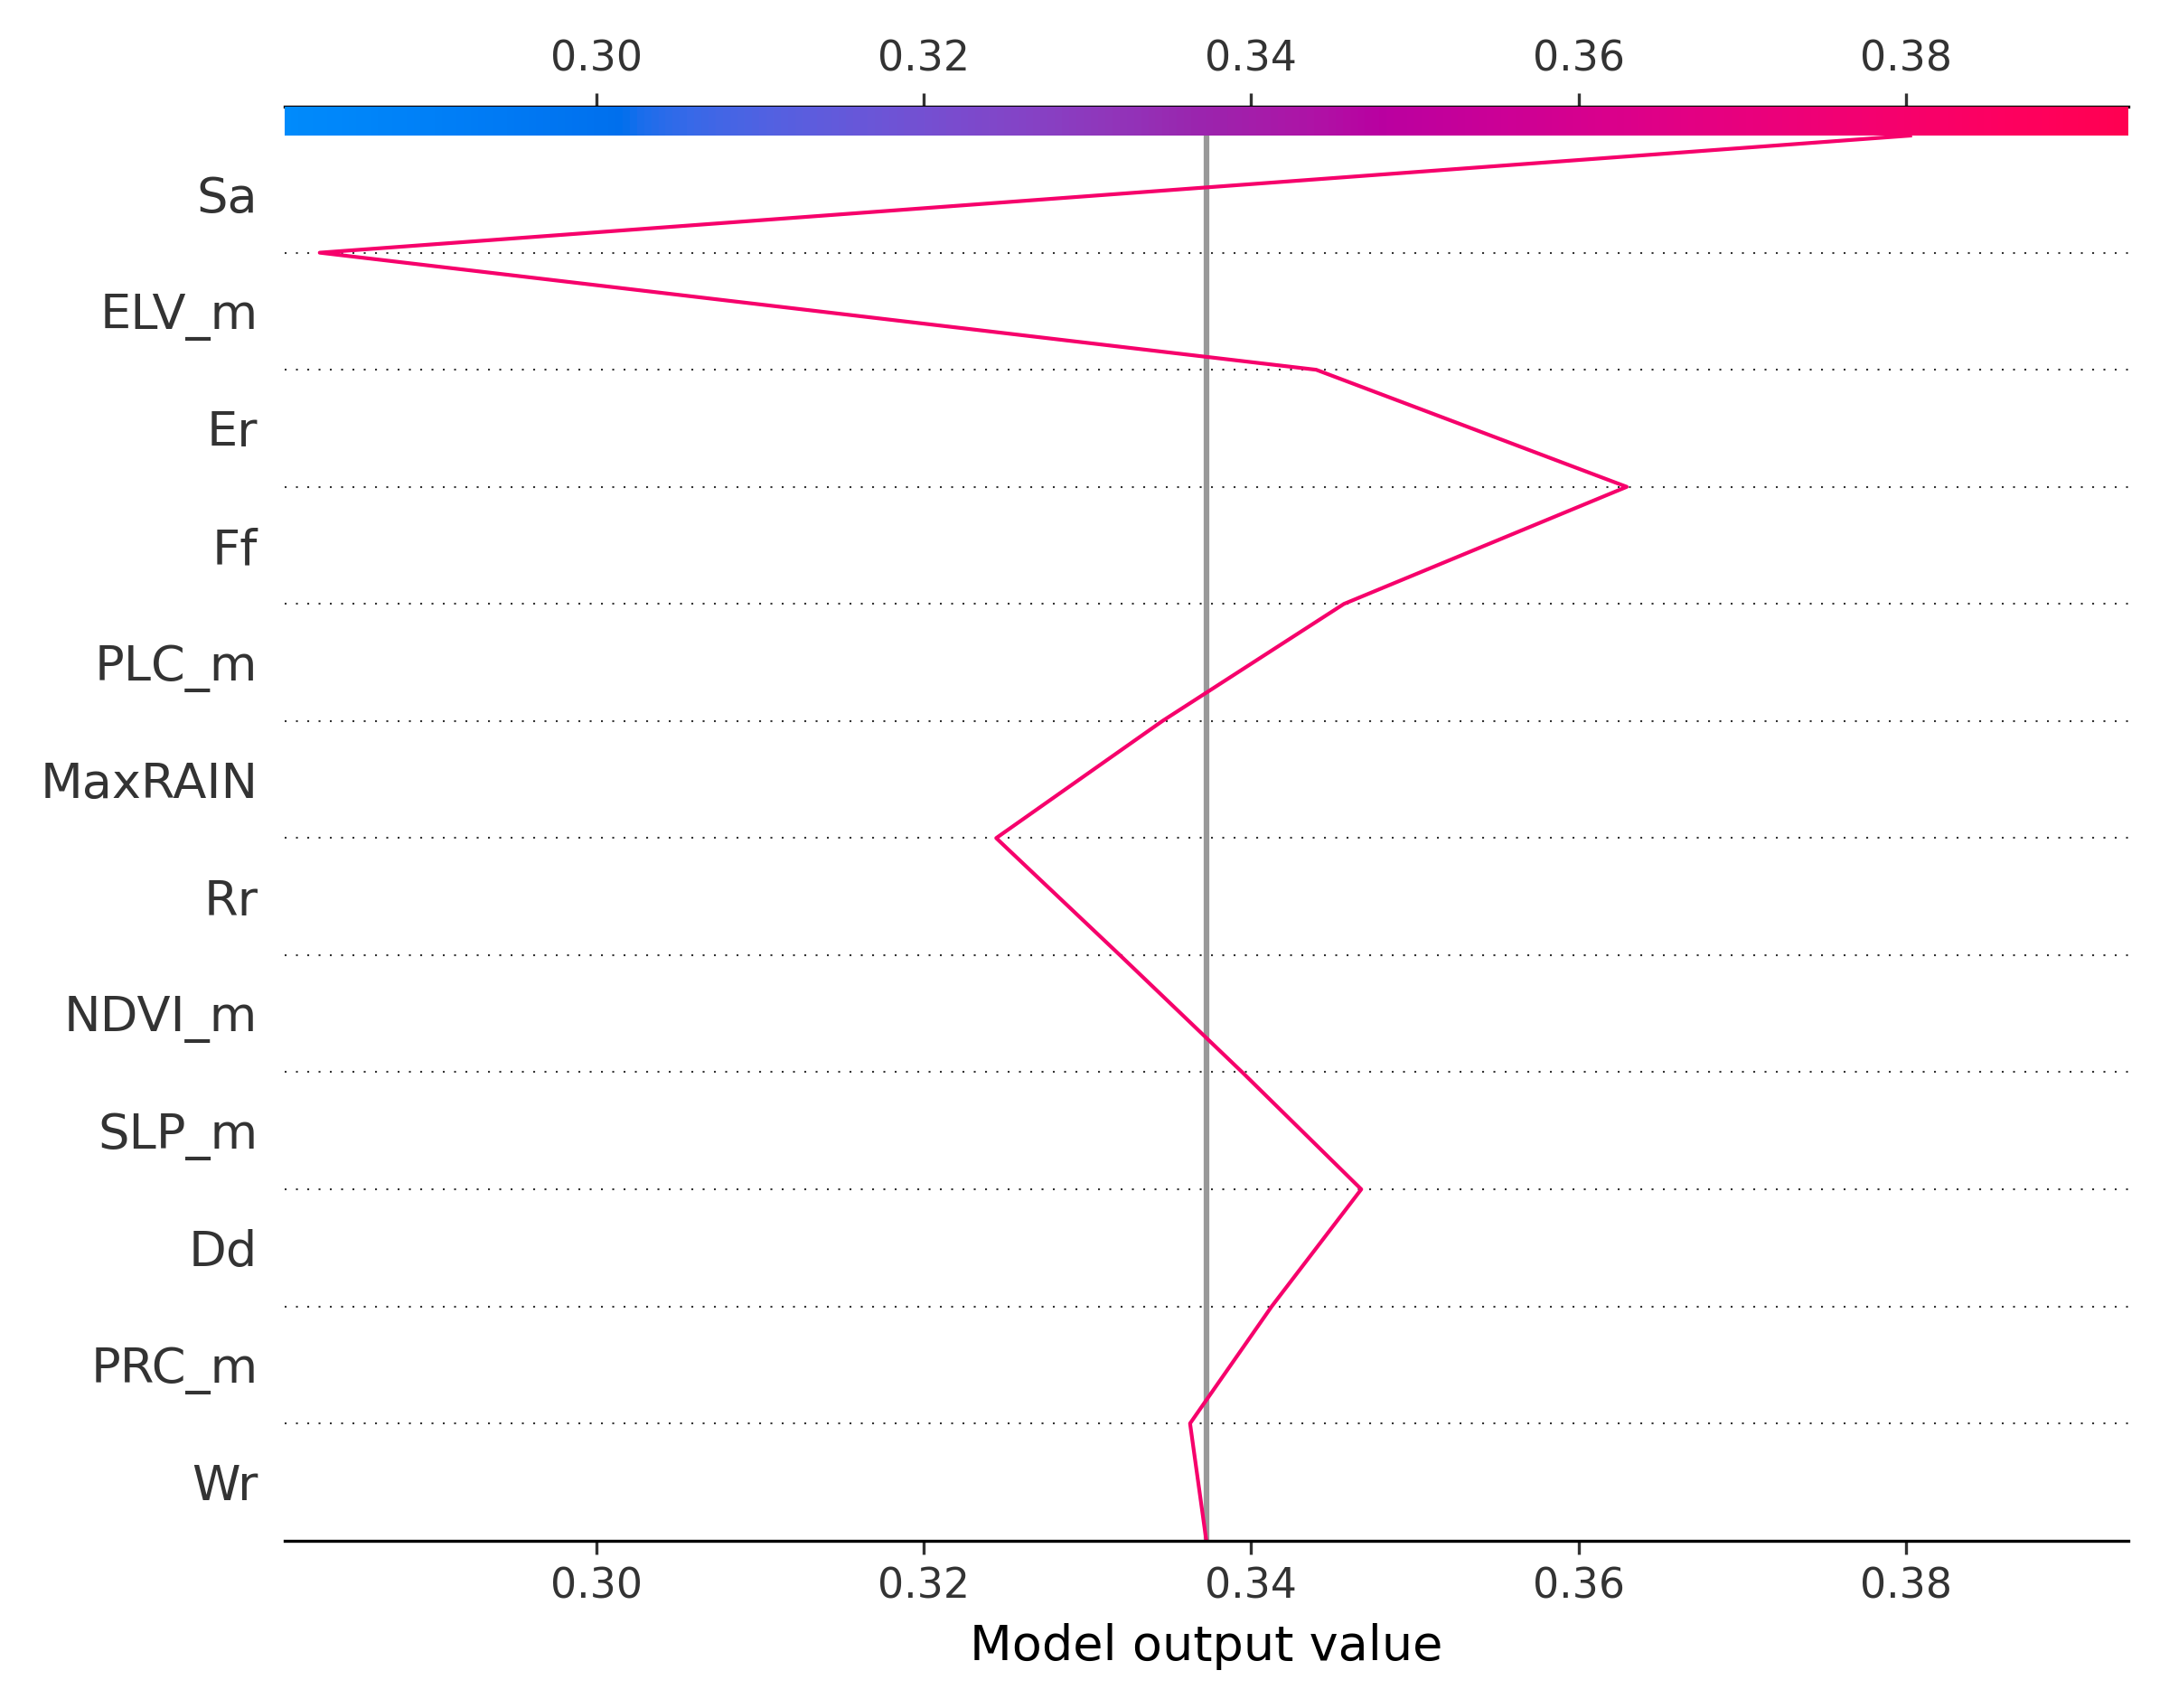 0.30 0.32 0.34 0.36 0.38
Sa
ELV_m
Er
Ff
PLC_m
MaxRAIN
Rr
NDVI_m
SLP_m
Dd
PRC_m
Wr
0.30 0.32 0.34 0.36 0.38
Model output value